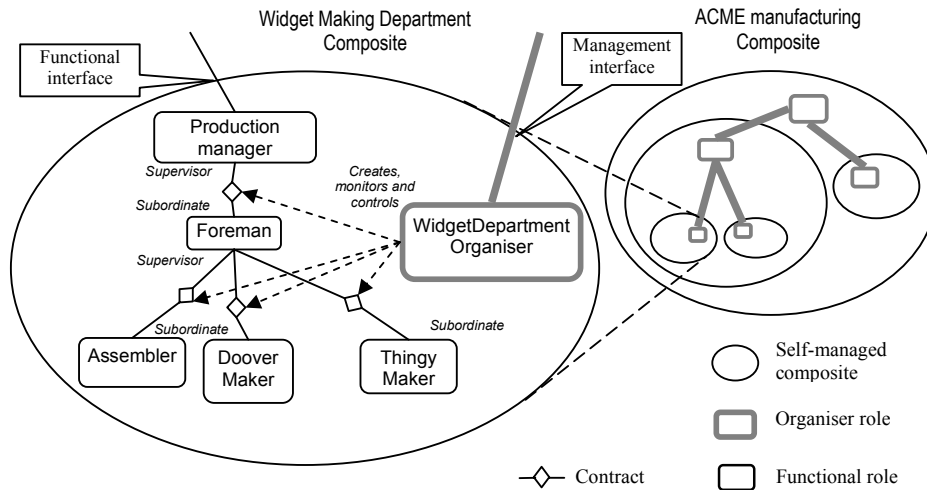 Widget Making Department
Composite
ACME manufacturing
Composite
Functional
interface
Management
interface
Production
manager
Supervisor
Creates,
monitors and
controls
Subordinate
Foreman
WidgetDepartment
Organiser
Supervisor
Subordinate
Subordinate
Assembler
Doover
Maker
Thingy
Maker
Self-managed
composite
Organiser role
Contract
Functional role